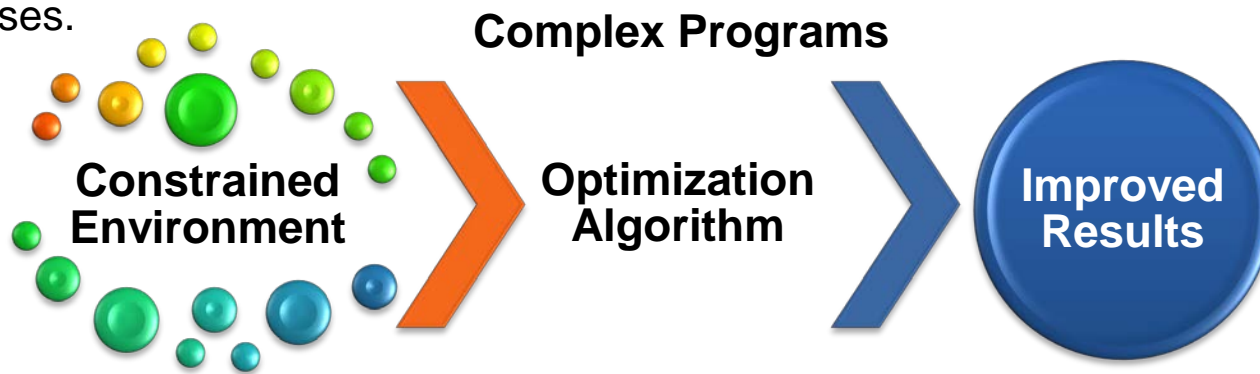 ses.
Complex Programs
Constrained
Environment
Optimization
Algorithm
Improved
Results